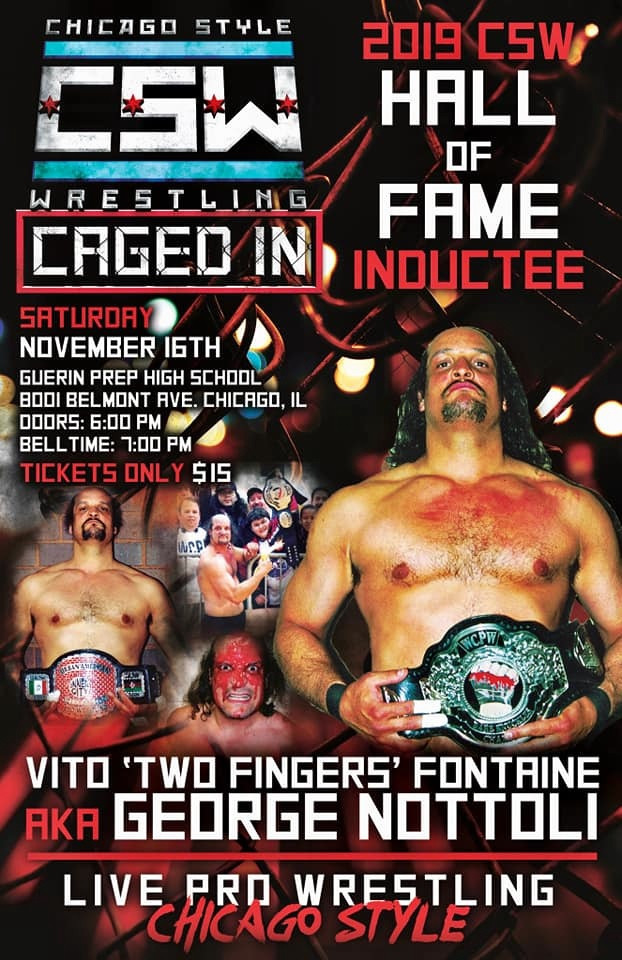 CHICAGO STYLE
CSW
WRESTLING
CAGED IN
2019 CSW
HALL
OF
FAME
INDUCTEE
SATURDAY
NOVEMBER 16TH
GUERIN PREP HIGH SCHOOL
8001 BELMONT AVE. CHICAGO, IL
DOORS: 6:00 PM
BELLTIME: 7:00 PM
TICKETS ONLY $15
WCPW
VITO 'TWO FINGERS' FONTAINE
AKA GEORGE NOTTOLI
LIVE PRO WRESTLING
CHICAGO STYLE